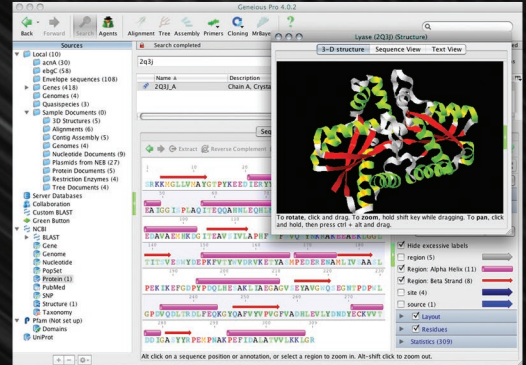 Geneious Pro 4.0.2
Back
Forward
Search
Agents
Alignment
Tree
Assembly
Primers
Cloning
MrBaye
Sources
Local (10)
acnA (30)
ebgC (58)
Envelope sequences (108)
Genes (418)
Genomes (4)
Quasispecies (3)
Sample Documents (0)
3D Structures (5)
Alignments (6)
Contig Assembly (5)
Genomes (4)
Nucleotide Documents (9)
Plasmids from NEB (27)
Protein Documents (5)
Restriction Enzymes (4)
Tree Documents (4)
Server Databases
Collaboration
Custom BLAST
Green Button
NCBI
BLAST
Gene
Genome
Nucleotide
PopSet
Protein (1)
PubMed
SNP
Structure (1)
Taxonomy
Pfam (Not set up)
Domains
UniProt
Search completed
2q3j
Name
Description
2Q3J_A
Chain A, Crysta
Extract
Reverse Complement
Lyase (2Q3J) (Structure)
3-D structure
Sequence View
Text View
To rotate, click and drag. To zoom, hold shift key while dragging. To pan, click
and hold, then press ctrl + alt and drag.
Hide excessive labels
region (5)
Region: Alpha Helix (11)
Region: Beta Strand (8)
site (4)
source (1)
Layout
Residues
Statistics (309)
Alt click on a sequence position or annotation, or select a region to zoom in. Alt-shift click to zoom out.